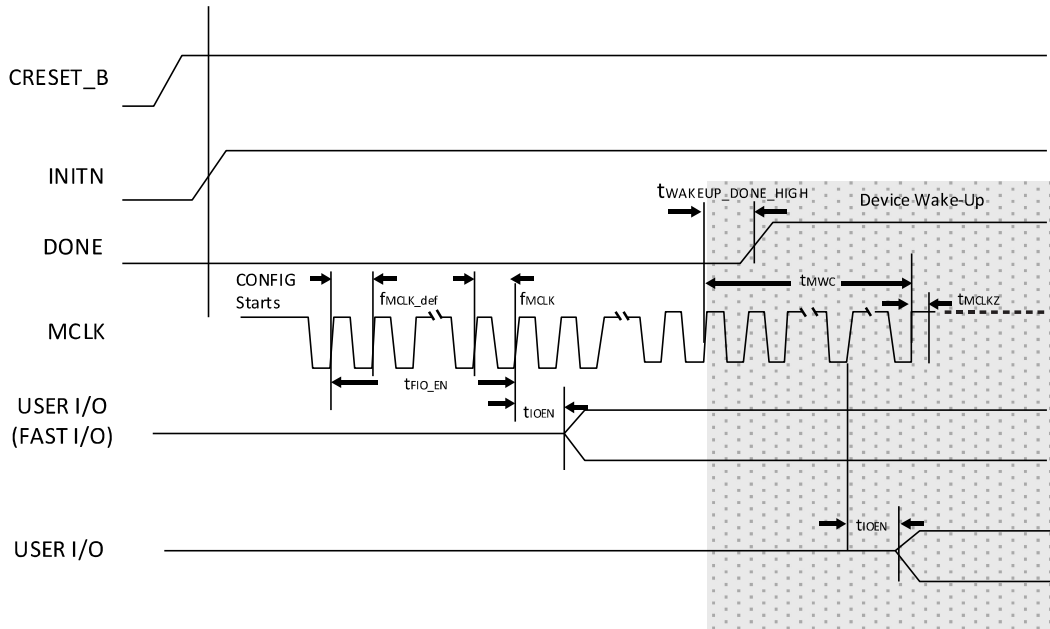 CRESET_B
INITN
tWAKEUP_DONE_HIGH
Device Wake-Up
DONE
CONFIG
Starts
fMCLK_def
fMCLK
tMWC
tMCLKZ
MCLK
tFIO_EN
USER I/O
(FAST I/O)
tIOEN
tIOEN
USER I/O